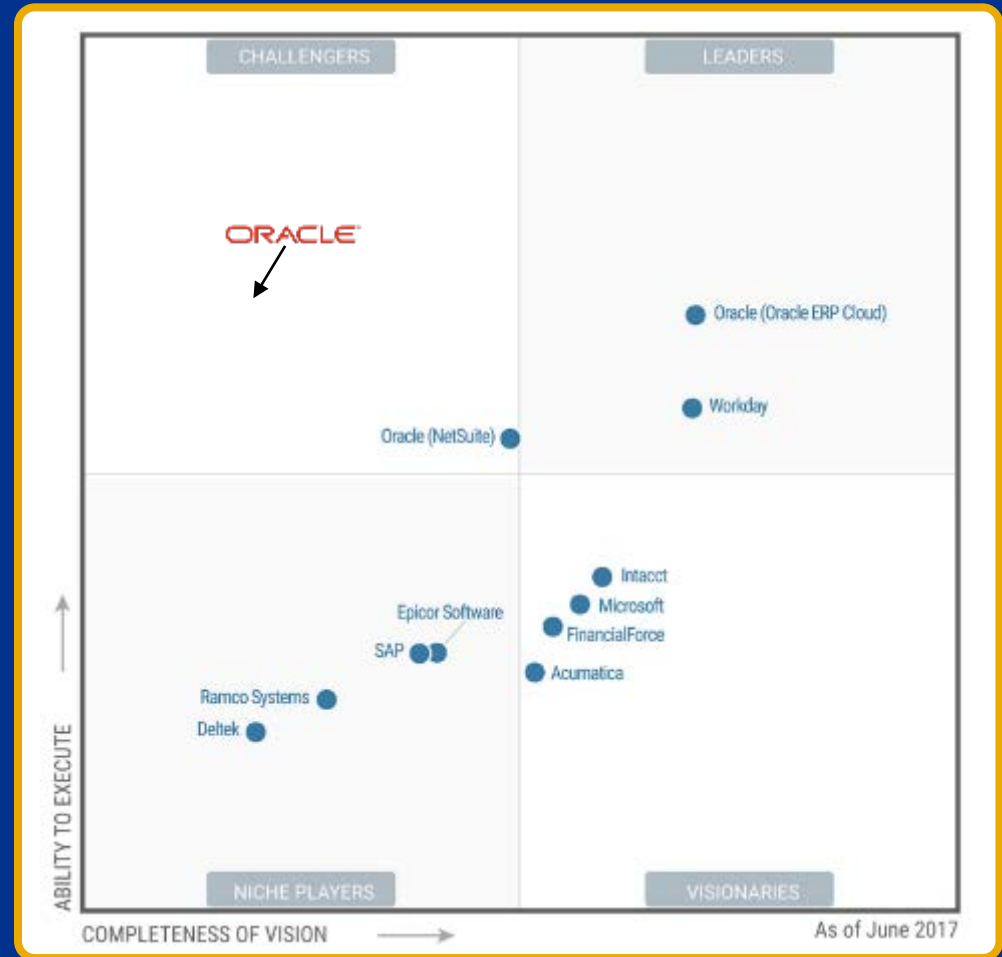 CHALLENGERS
LEADERS
ORACLE
Oracle (Oracle ERP Cloud)
Workday
Oracle (NetSuite)
Intacct
Microsoft
Epicor Software
FinancialForce
SAP
Acumatica
Ramco Systems
Deltek
ABILITY TO EXECUTE
NICHE PLAYERS
VISIONARIES
COMPLETENESS OF VISION
As of June 2017